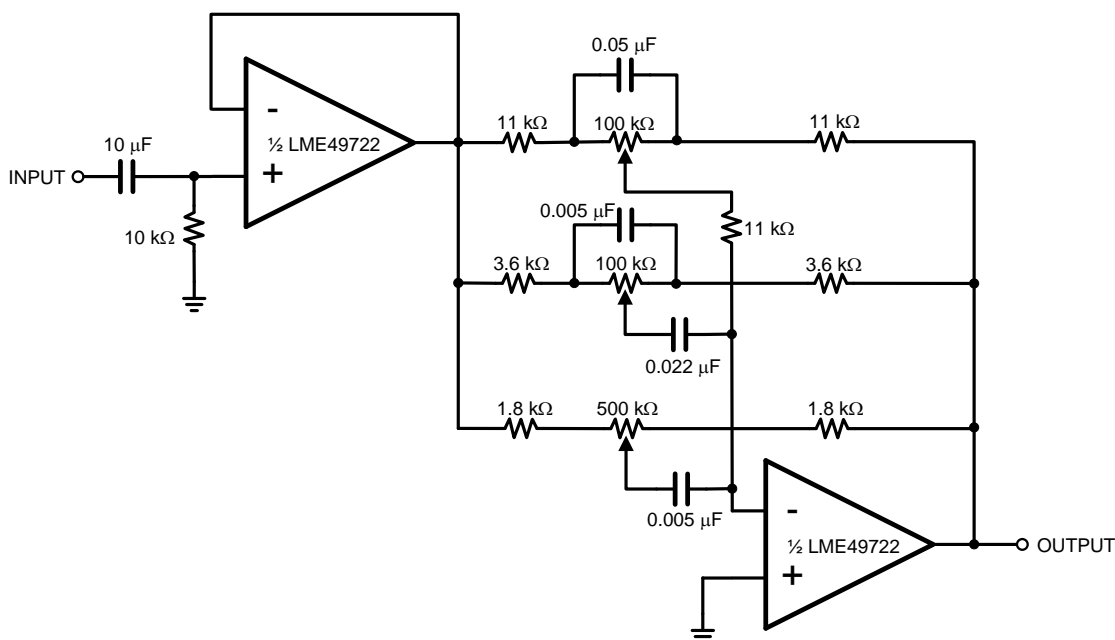 0.05 μF
11 kΩ
100 kΩ
11 kΩ
-
½ LME49722
+
10 μF
INPUT
10 kΩ
0.005 μF
11 kΩ
3.6 kΩ
100 kΩ
3.6 kΩ
0.022 μF
1.8 kΩ
500 kΩ
1.8 kΩ
0.005 μF
-
½ LME49722
+
OUTPUT